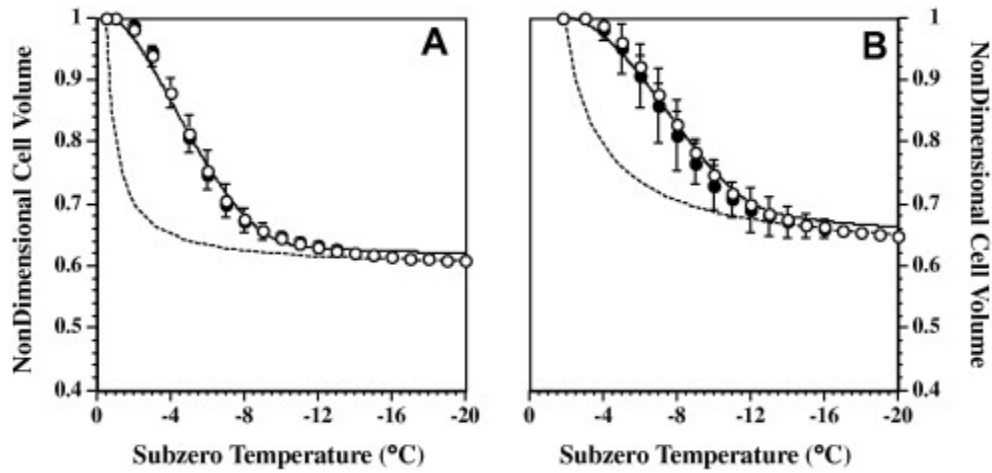 A
B
NonDimensional Cell Volume
1
0.9
0.8
0.7
0.6
0.5
0.4
0 -4 -8 -12 -16 -20
Subzero Temperature (°C)
-4 -8 -12 -16 -20
Subzero Temperature (°C)
1
0.9
0.8
0.7
0.6
0.5
0.4
NonDimensional Cell Volume